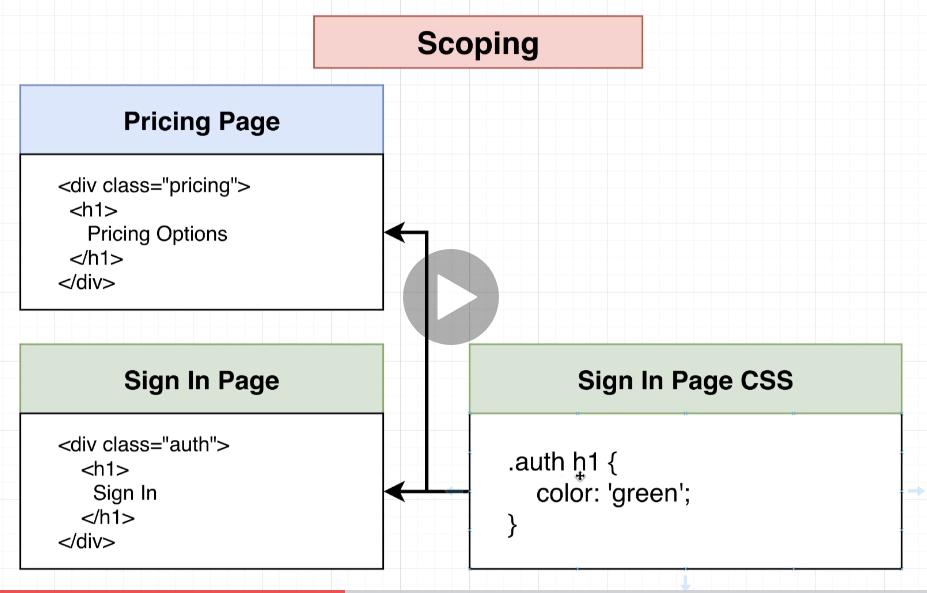 Scoping
Pricing Page
<div class="pricing">
<h1>
Pricing Options
</h1>
</div>
Sign In Page
<div class="auth">
<h1>
Sign In
</h1>
</div>
Sign In Page CSS
.auth h1 {
color: 'green';
}